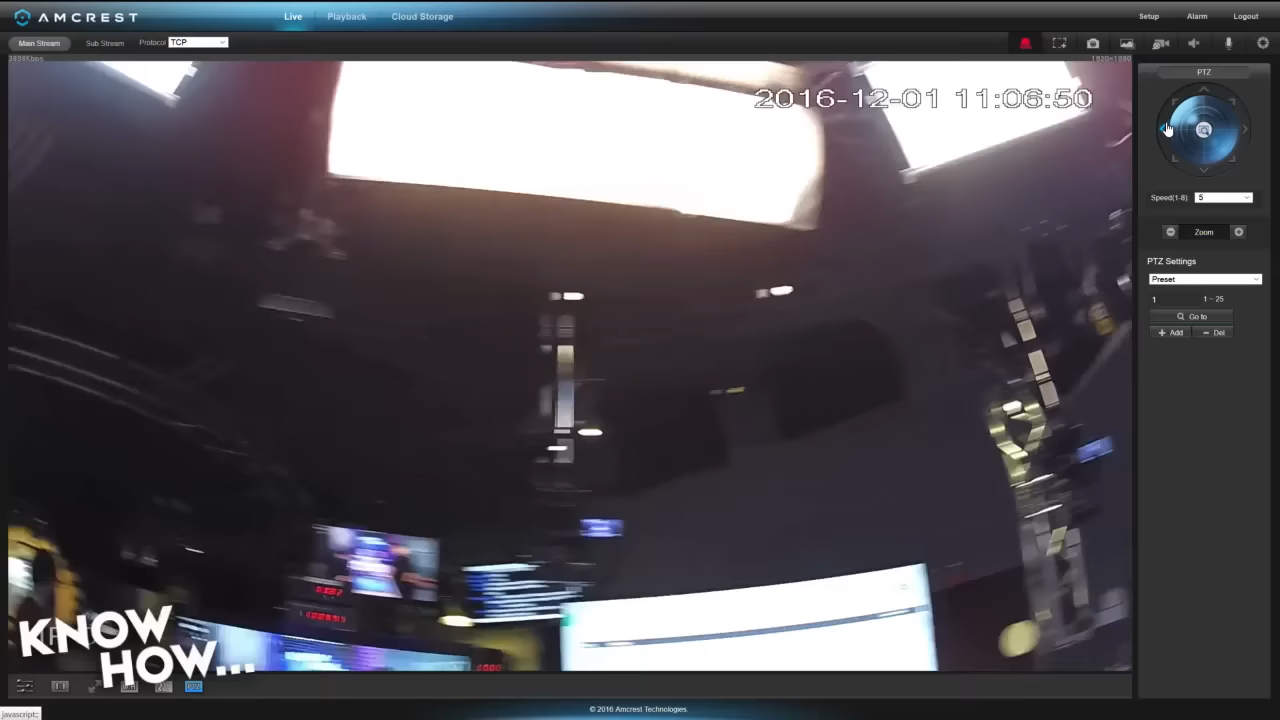 AMCREST
Live
Playback
Cloud Storage
Setup
Alarm
Logout
Main Stream
Sub Stream
Protocol
TCP
2016-12-01 11:06:50
PTZ
Speed(1-8):
5
Zoom
PTZ Settings
Preset
1
1 ~ 25
Go to
Add
Del
KNOW
HOW...
© 2016 Amcrest Technologies.
javascript:;